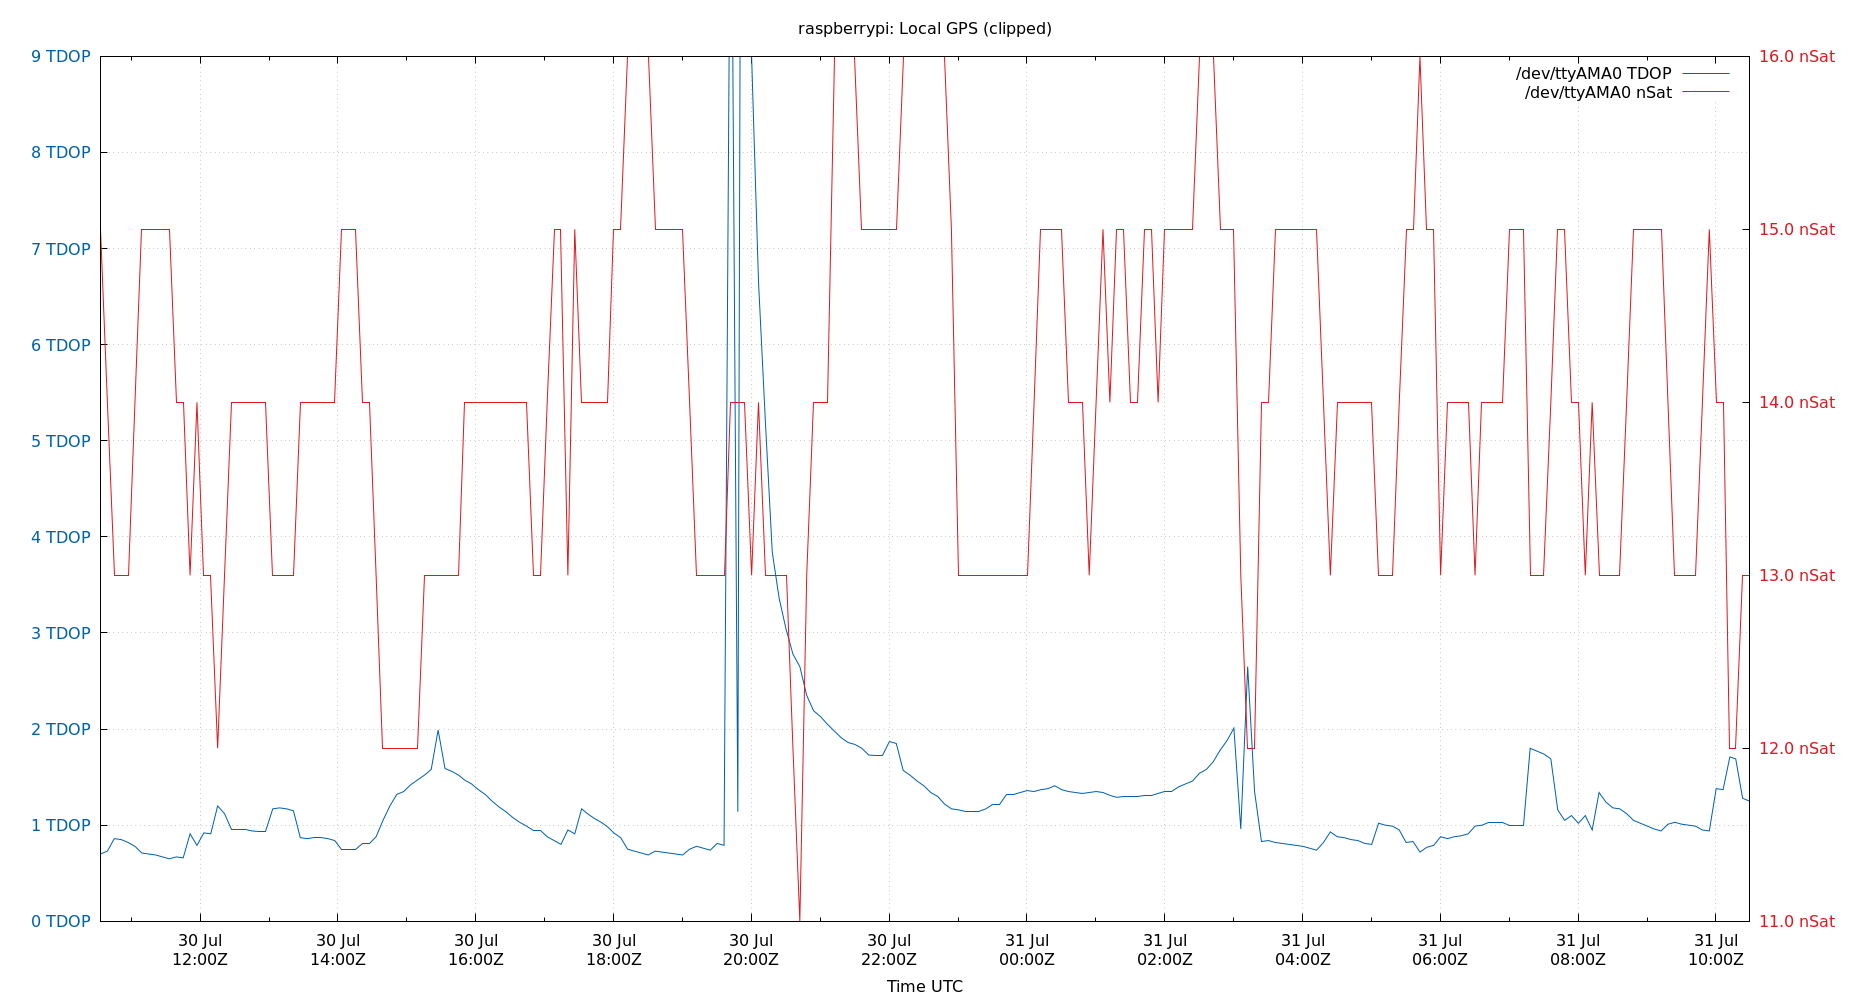 raspberrypi: Local GPS (clipped)
9 TDOP
8 TDOP
7 TDOP
6 TDOP
5 TDOP
4 TDOP
3 TDOP
2 TDOP
1 TDOP
0 TDOP
/dev/ttyAMA0 TDOP
/dev/ttyAMA0 nSat
16.0 nSat
15.0 nSat
14.0 nSat
13.0 nSat
12.0 nSat
11.0 nSat
30 Jul 30 Jul 30 Jul 30 Jul 30 Jul 30 Jul 31 Jul 31 Jul 31 Jul 31 Jul 31 Jul 31 Jul
12:00Z 14:00Z 16:00Z 18:00Z 20:00Z 22:00Z 00:00Z 02:00Z 04:00Z 06:00Z 08:00Z 10:00Z
Time UTC